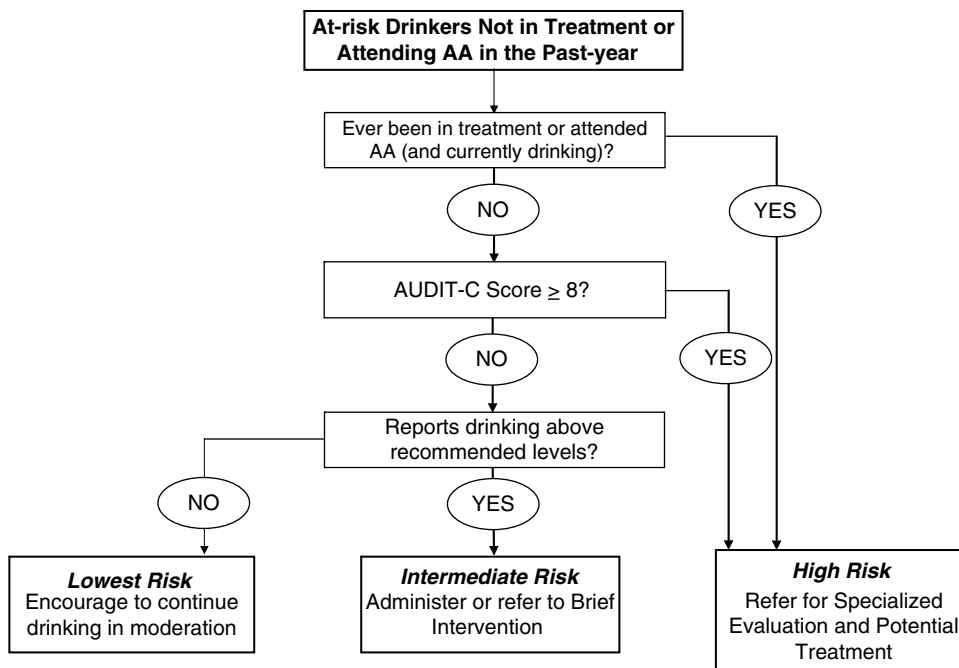 At-risk Drinkers Not in Treatment or
Attending AA in the Past-year
Ever been in treatment or attended
AA (and currently drinking)?
NO
YES
AUDIT-C Score ≥ 8?
NO
YES
Reports drinking above
recommended levels?
NO
YES
Lowest Risk
Encourage to continue
drinking in moderation
Intermediate Risk
Administer or refer to Brief
Intervention
High Risk
Refer for Specialized
Evaluation and Potential
Treatment